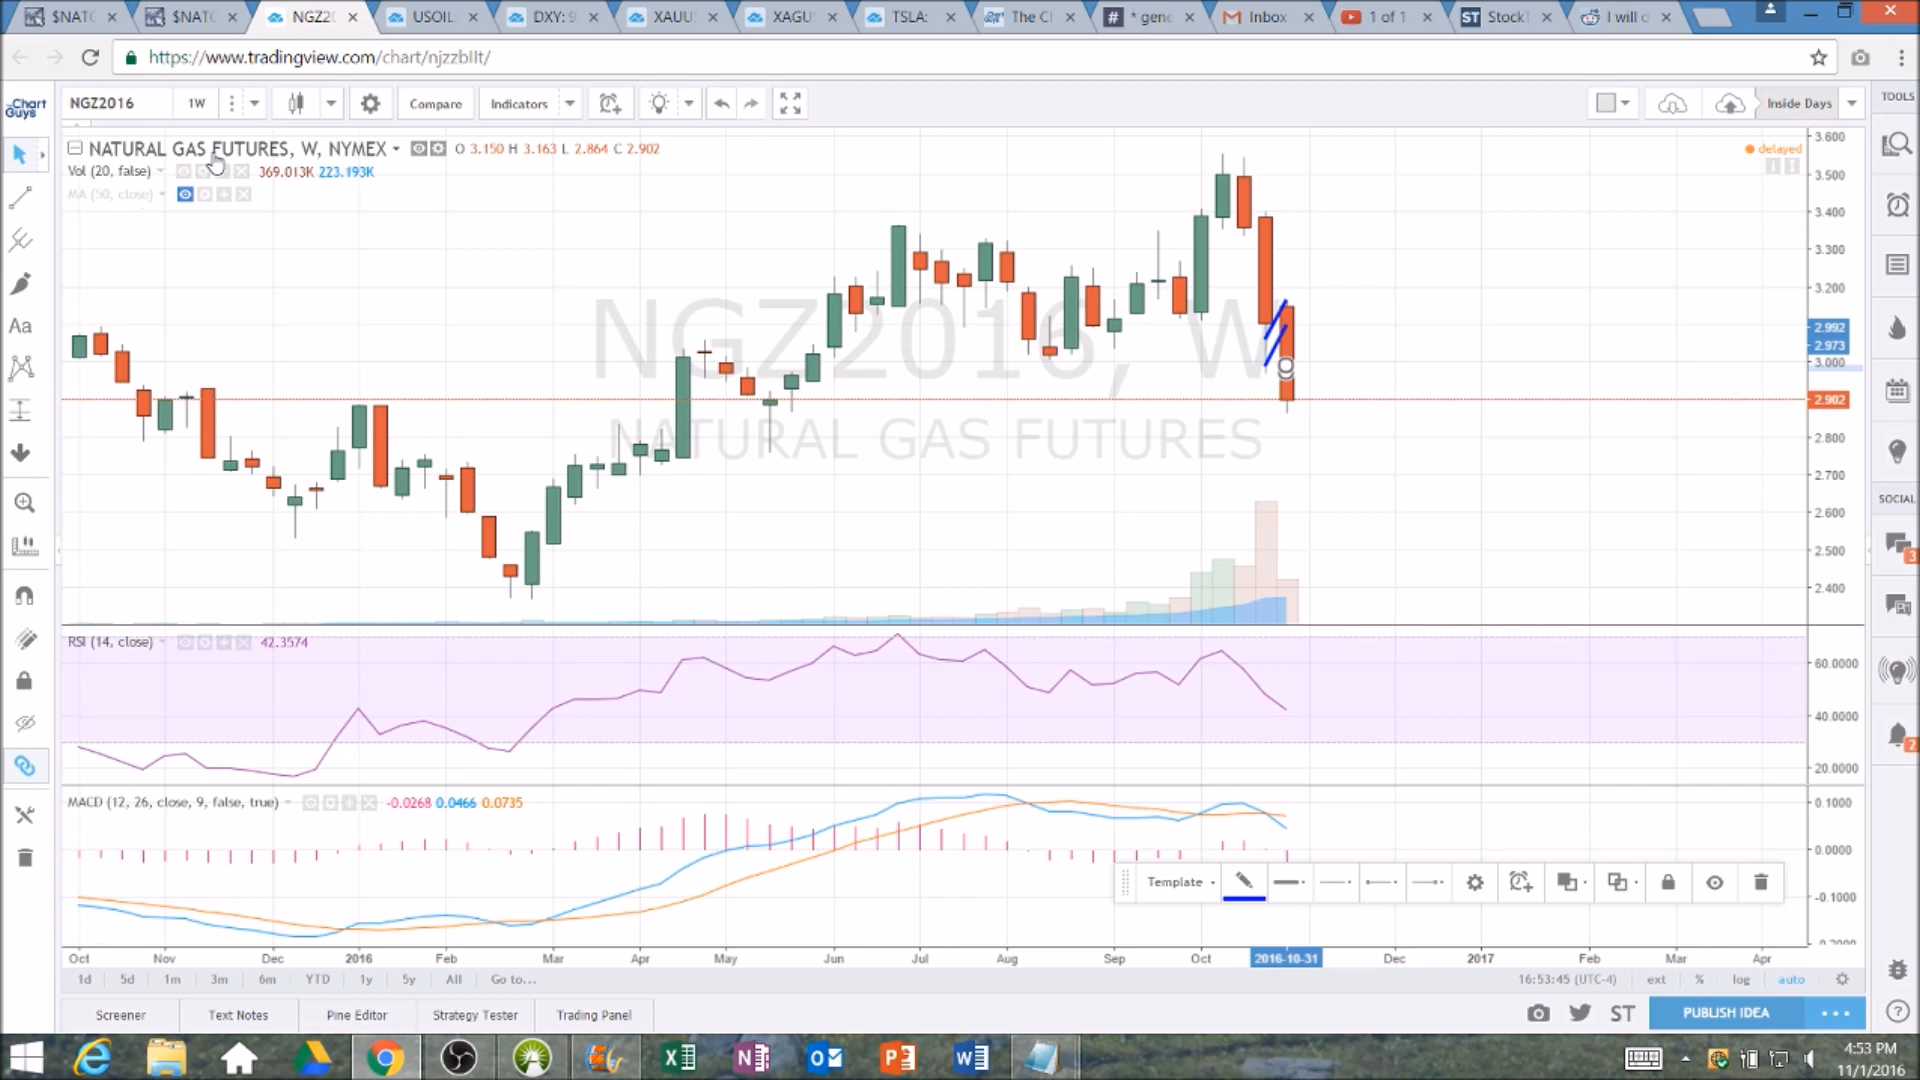 $NATC
$NATC
NGZ2
USOIL
DXY: 9
XAUU
XAGU
TSLA:
The Cl
* gene
Inbox
1 of 1
StockT
I will c
https://www.tradingview.com/chart/njzzbIIt/
Chart Guys
NGZ2016
1W
Compare
Indicators
Inside Days
TOOLS
NATURAL GAS FUTURES, W, NYMEX
O 3.150 H 3.163 L 2.864 C 2.902
delayed
Vol (20, false)
369.013K 223.193K
MA (50, close)
NGZ2016, W
NATURAL GAS FUTURES
3.600
3.500
3.400
3.300
3.200
2.992
2.973
3.000
2.902
2.800
2.700
2.600
2.500
2.400
SOCIAL
3
RSI (14, close)
42.3574
60.0000
40.0000
20.0000
2
MACD (12, 26, close, 9, false, true)
-0.0268 0.0466 0.0735
0.1000
0.0000
-0.1000
Template
Oct Nov Dec 2016 Feb Mar Apr May Jun Jul Aug Sep Oct 2016-10-31 Dec 2017 Feb Mar Apr
1d 5d 1m 3m 6m YTD 1y 5y All Go to...
16:53:45 (UTC-4) ext % log auto
Screener
Text Notes
Pine Editor
Strategy Tester
Trading Panel
ST
PUBLISH IDEA
4:53 PM
11/1/2016